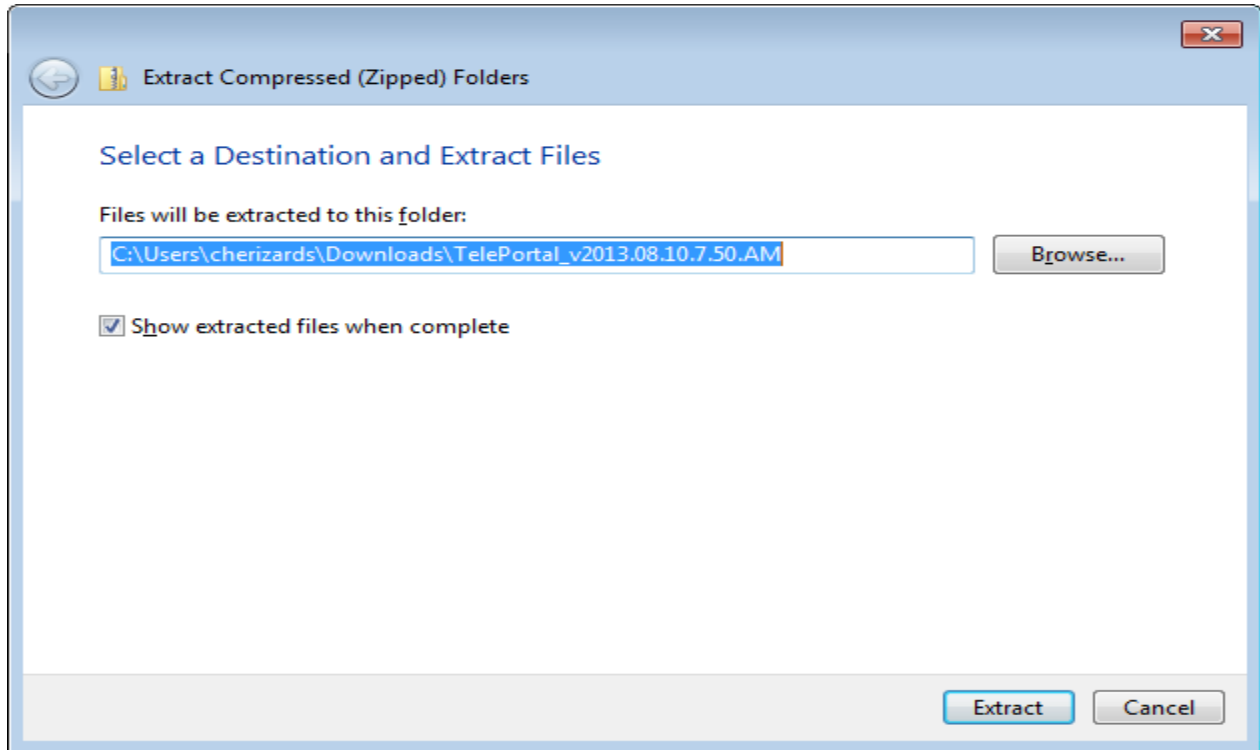 Extract Compressed (Zipped) Folders
Select a Destination and Extract Files
Files will be extracted to this folder:
C:\Users\cherizards\Downloads\TelePortal_v2013.08.10.7.50.AM
Browse...
Show extracted files when complete
Extract
Cancel